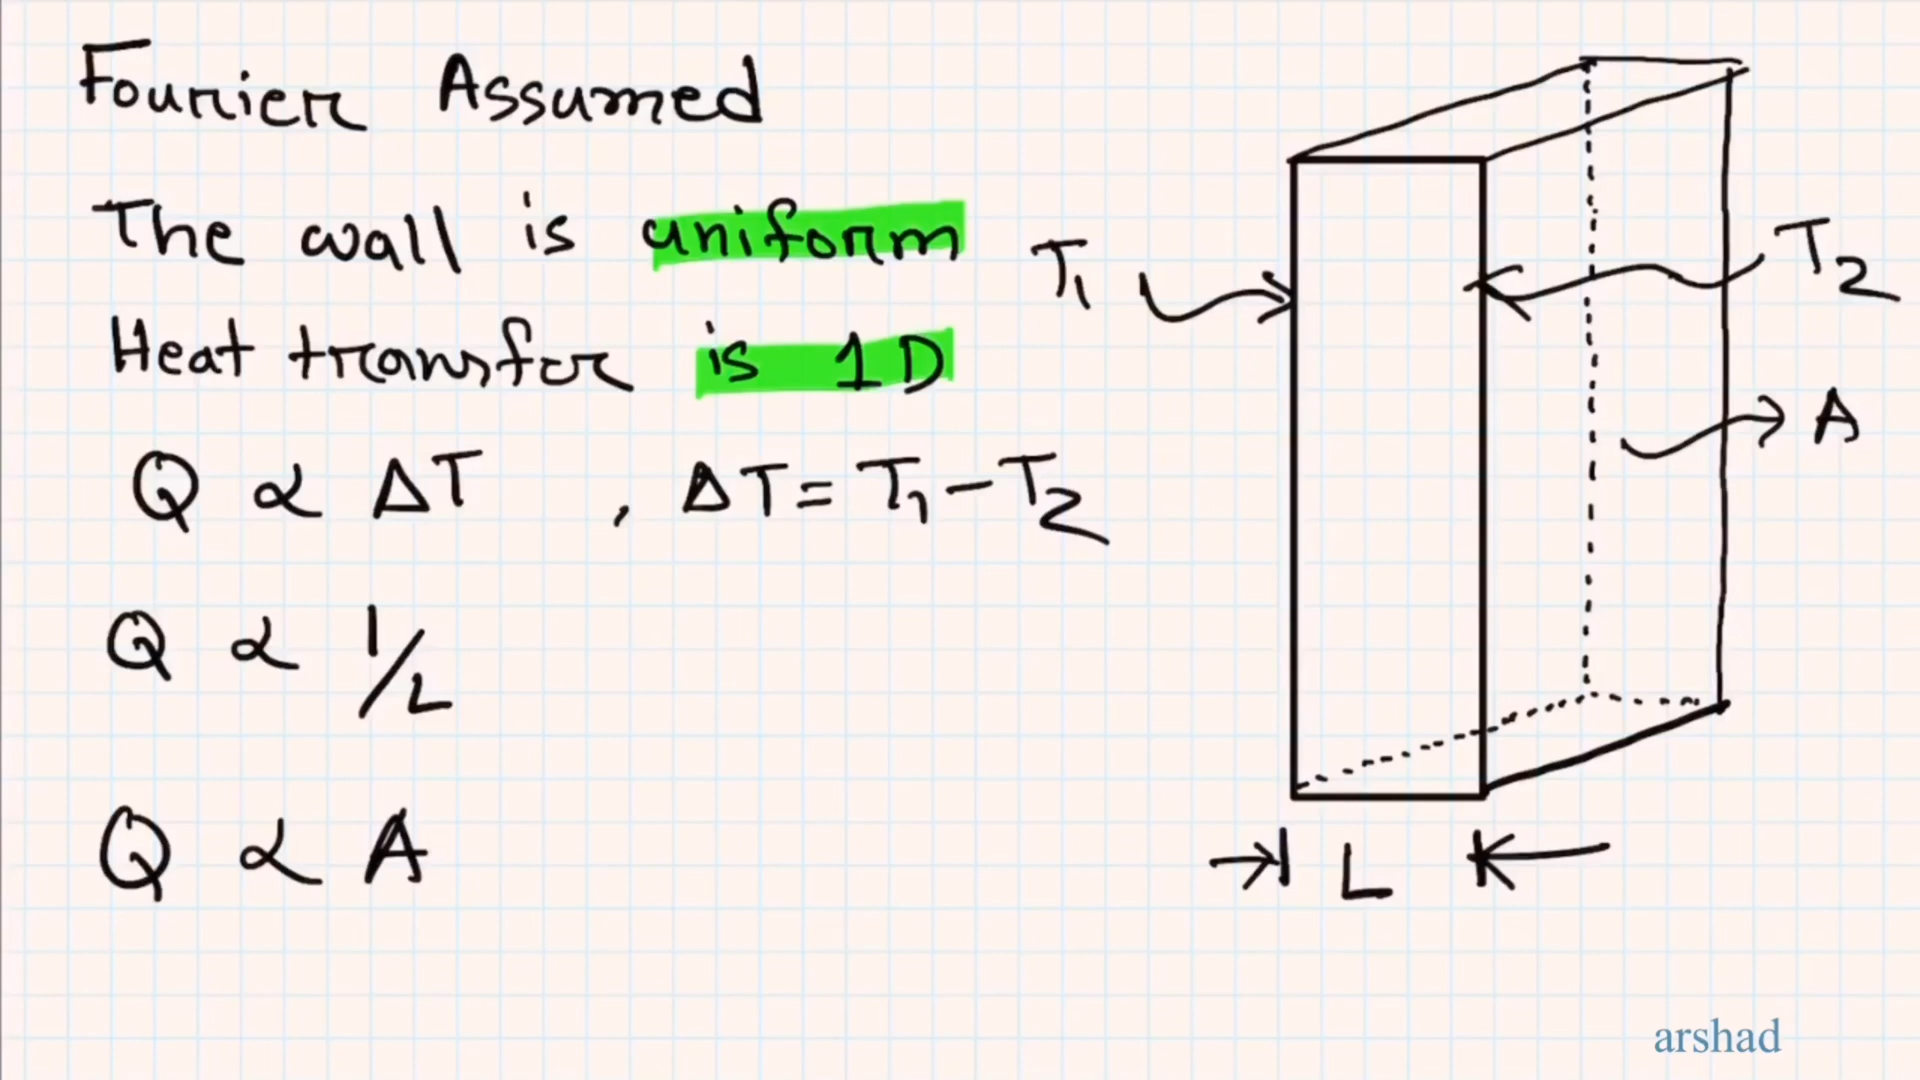 Fourier Assumed
The wall is uniform
Heat transfer is 1D
Q ∝ ΔT , ΔT = T₁ - T₂
Q ∝ 1/L
Q ∝ A
T₁
T₂
A
L
arshad